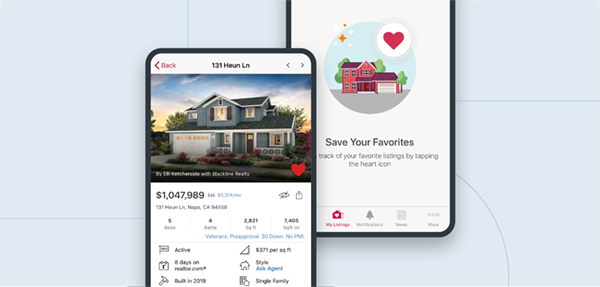 Back
131 Heun Ln
By Elli Ketcherside with Blackline Realty
$1,047,989 Est. $5,376/mo
131 Heun Ln, Napa, CA 94558
5 4 2,821 7,405
Beds Baths Sq ft Sqft lot
Veterans: Preapproval. $0 Down. No PMI.
Active
$371 per sq ft
8 days on
realtor.com®
Style
Ask Agent
Built in 2019
Single Family
Save Your Favorites
track of your favorite listings by tapping
the heart icon
My Listings Notifications News More